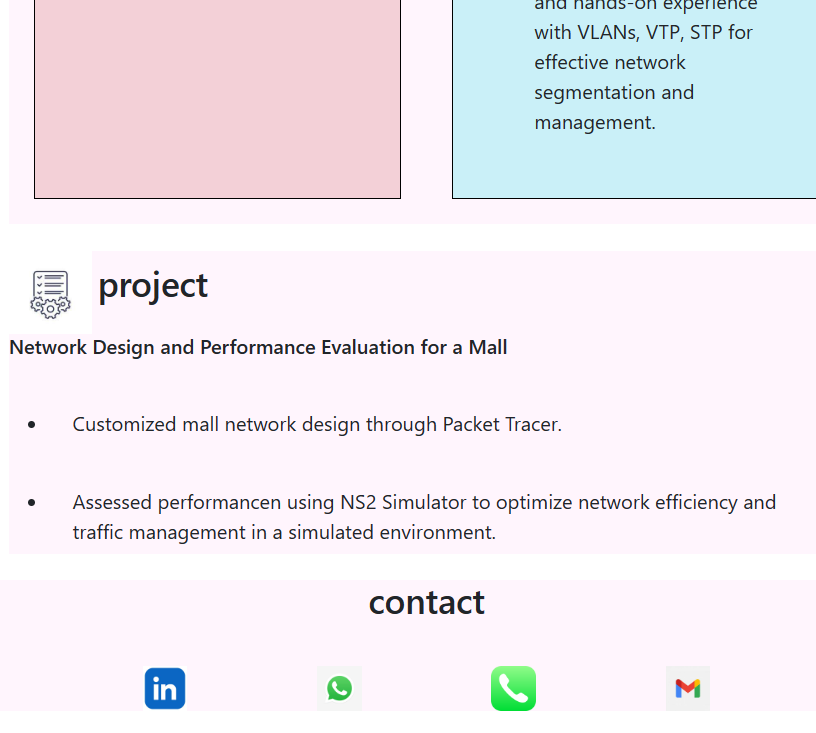 and hands-on experience
with VLANs, VTP, STP for
effective network
segmentation and
management.
project
Network Design and Performance Evaluation for a Mall
• Customized mall network design through Packet Tracer.
• Assessed performancen using NS2 Simulator to optimize network efficiency and
traffic management in a simulated environment.
contact
in